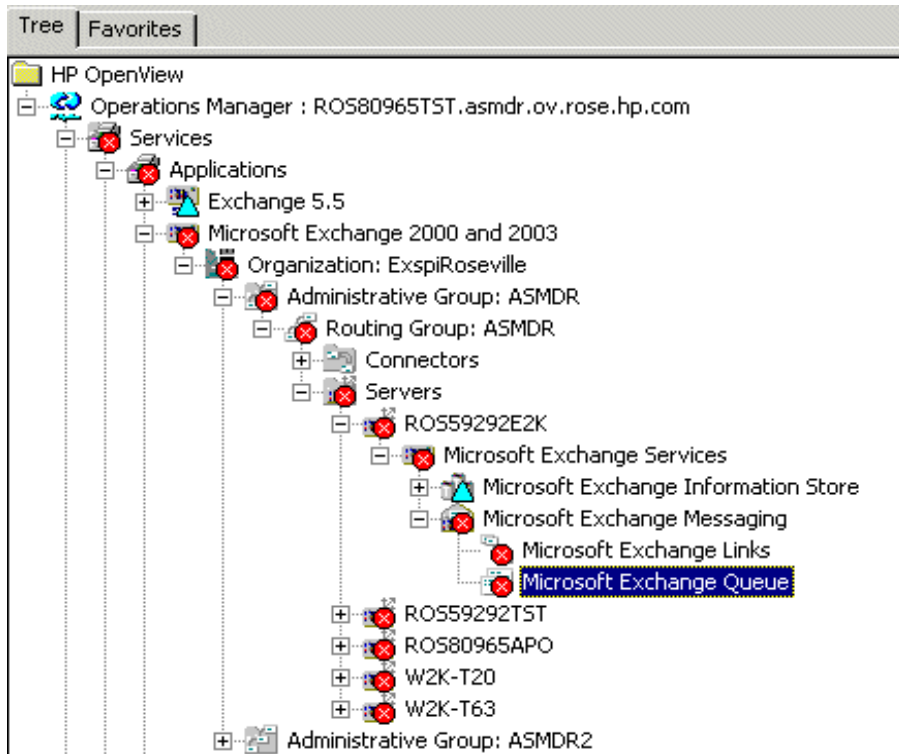 Tree Favorites
HP OpenView
Operations Manager : ROS80965TST.asmdr.ov.rose.hp.com
Services
Applications
Exchange 5.5
Microsoft Exchange 2000 and 2003
Organization: ExspiRoseville
Administrative Group: ASMDR
Routing Group: ASMDR
Connectors
Servers
ROS59292E2K
Microsoft Exchange Services
Microsoft Exchange Information Store
Microsoft Exchange Messaging
Microsoft Exchange Links
Microsoft Exchange Queue
ROS59292TST
ROS80965APO
W2K-T20
W2K-T63
Administrative Group: ASMDR2